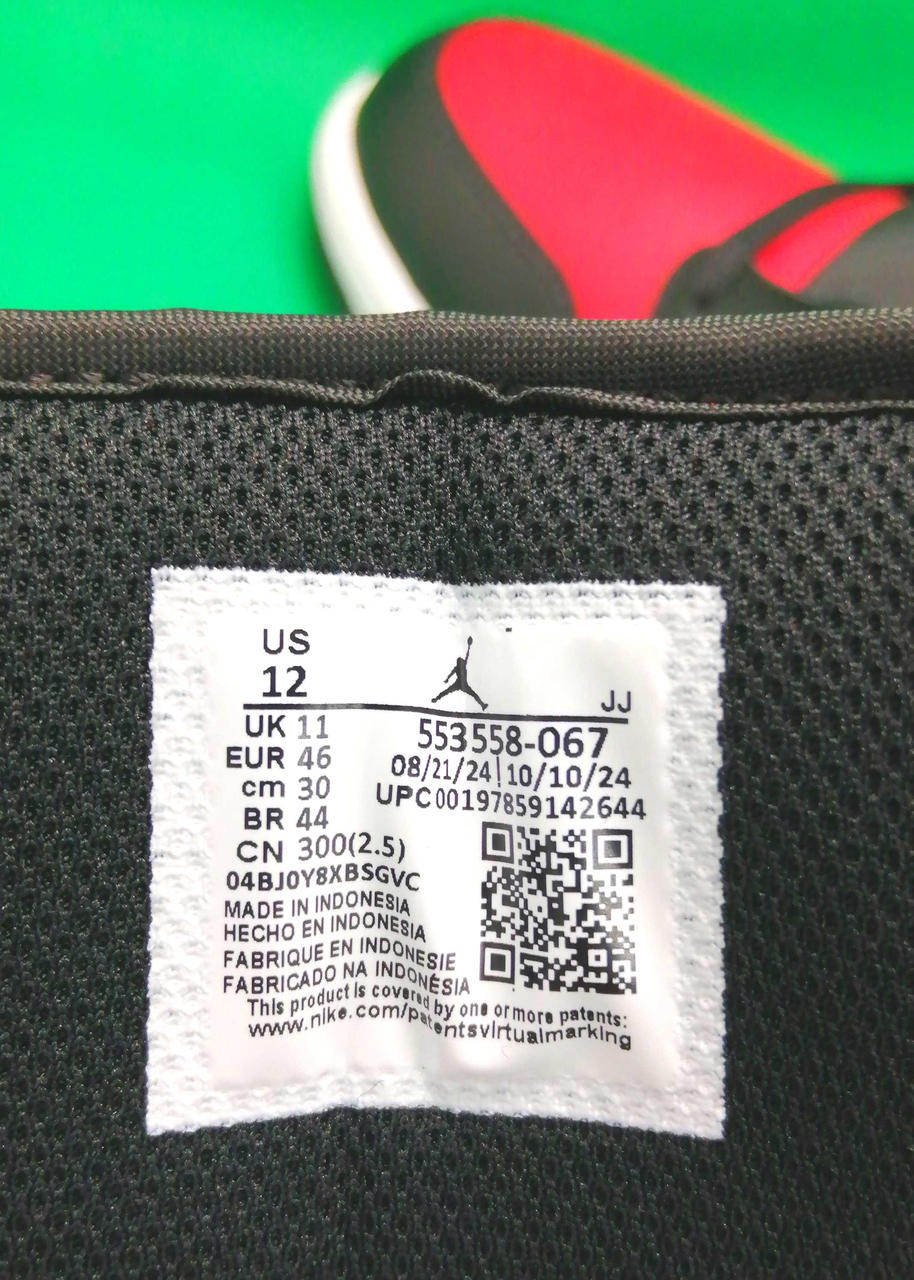 US
12
JJ
UK 11
EUR 46
cm 30
BR 44
CN 300(2.5)
553558-067
08/21/24|10/10/24
UPC00197859142644
04BJ0Y8XBSGVC
MADE IN INDONESIA
HECHO EN INDONESIA
FABRIQUE EN INDONESIE
FABRICADO NA INDONÉSIA
This product is covered by one or more patents:
www.nike.com/patentsvirtualmarking